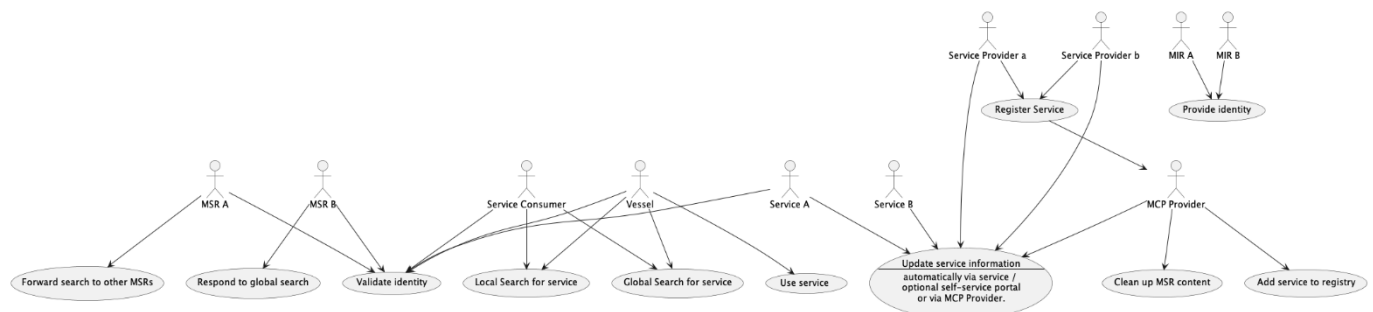 Service Provider a
Service Provider b
MIR A
MIR B
Register Service
Provide identity
MSR A
MSR B
Service Consumer
Vessel
Service A
Service B
MCP Provider
Forward search to other MSRs
Respond to global search
Validate identity
Local Search for service
Global Search for service
Use service
Update service information
automatically via service /
optional self-service portal
or via MCP Provider.
Clean up MSR content
Add service to registry